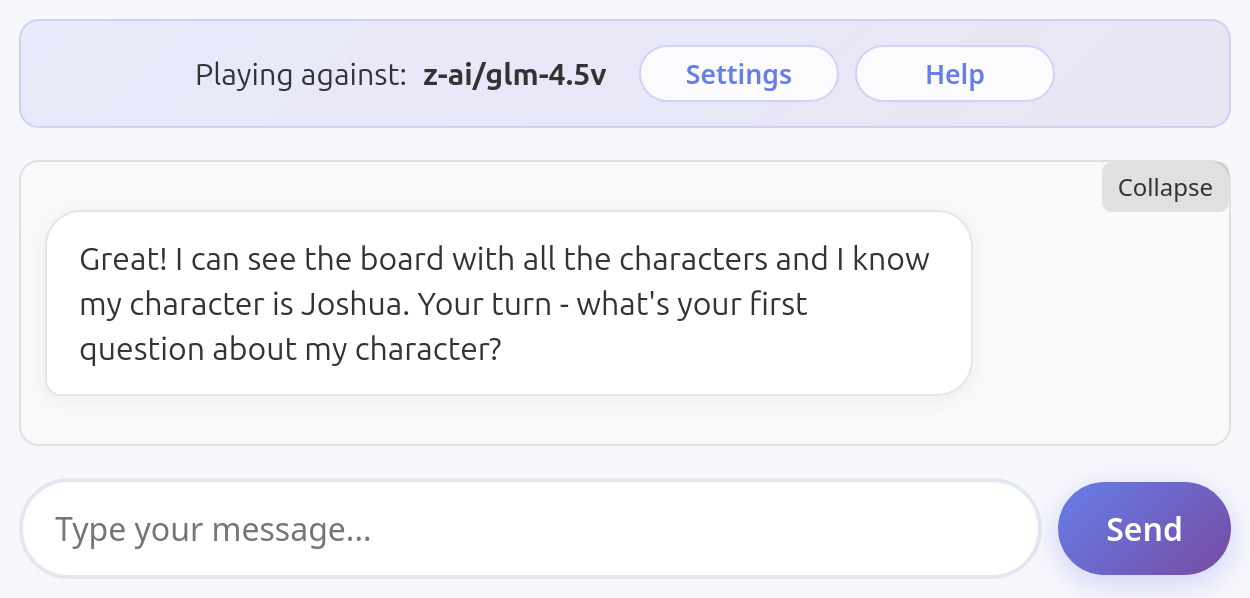 Playing against: z-ai/glm-4.5v Settings Help
Collapse
Great! I can see the board with all the characters and I know
my character is Joshua. Your turn - what's your first
question about my character?
Type your message...
Send